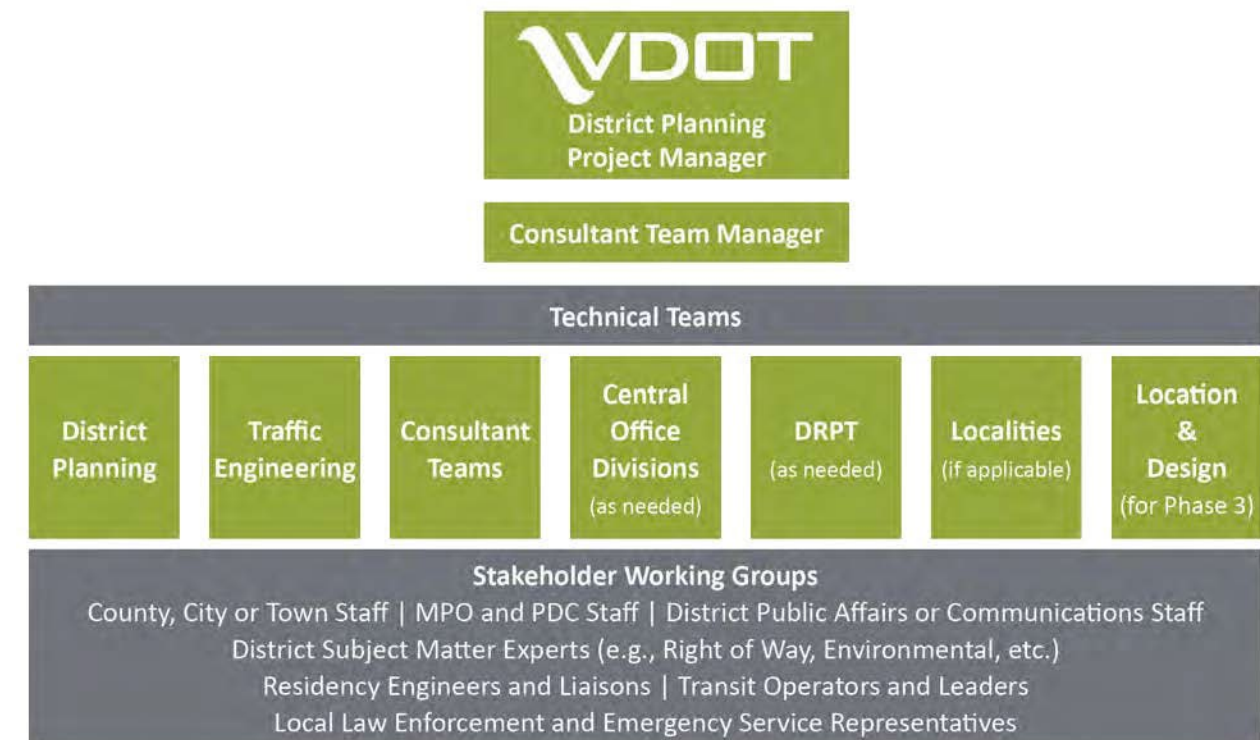 VDOT
District Planning
Project Manager
Consultant Team Manager
Technical Teams
District
Planning
Traffic
Engineering
Consultant
Teams
Central
Office
Divisions
(as needed)
DRPT
(as needed)
Localities
(if applicable)
Location
&
Design
(for Phase 3)
Stakeholder Working Groups
County, City or Town Staff | MPO and PDC Staff | District Public Affairs or Communications Staff
District Subject Matter Experts (e.g., Right of Way, Environmental, etc.)
Residency Engineers and Liaisons | Transit Operators and Leaders
Local Law Enforcement and Emergency Service Representatives